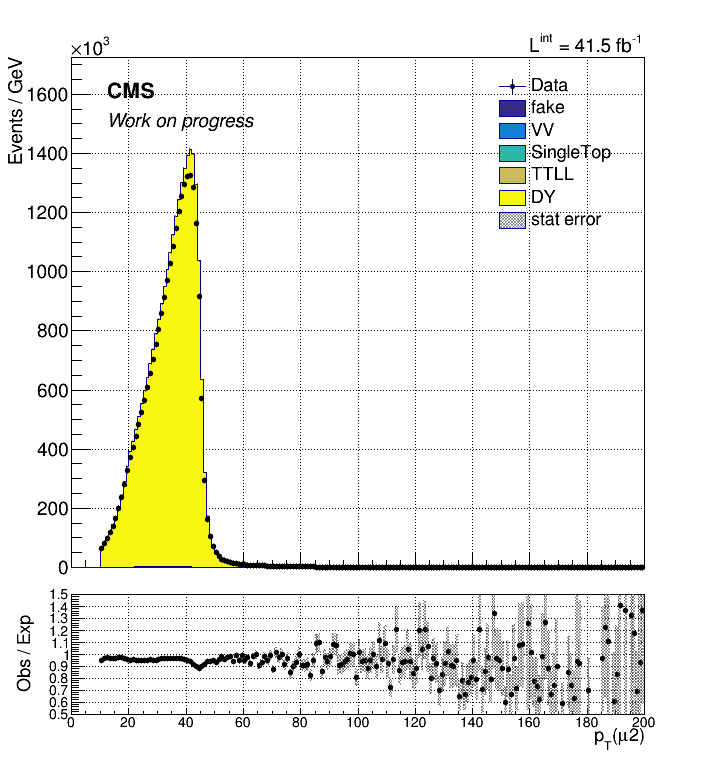 ×10³
L^int = 41.5 fb⁻¹
Events / GeV
CMS
Work on progress
Data
fake
VV
SingleTop
TTLL
DY
stat error
1600
1400
1200
1000
800
600
400
200
0
Obs / Exp
1.5
1.4
1.3
1.2
1.1
1
0.9
0.8
0.7
0.6
0.5
0 20 40 60 80 100 120 140 160 180 200
p_T(μ2)